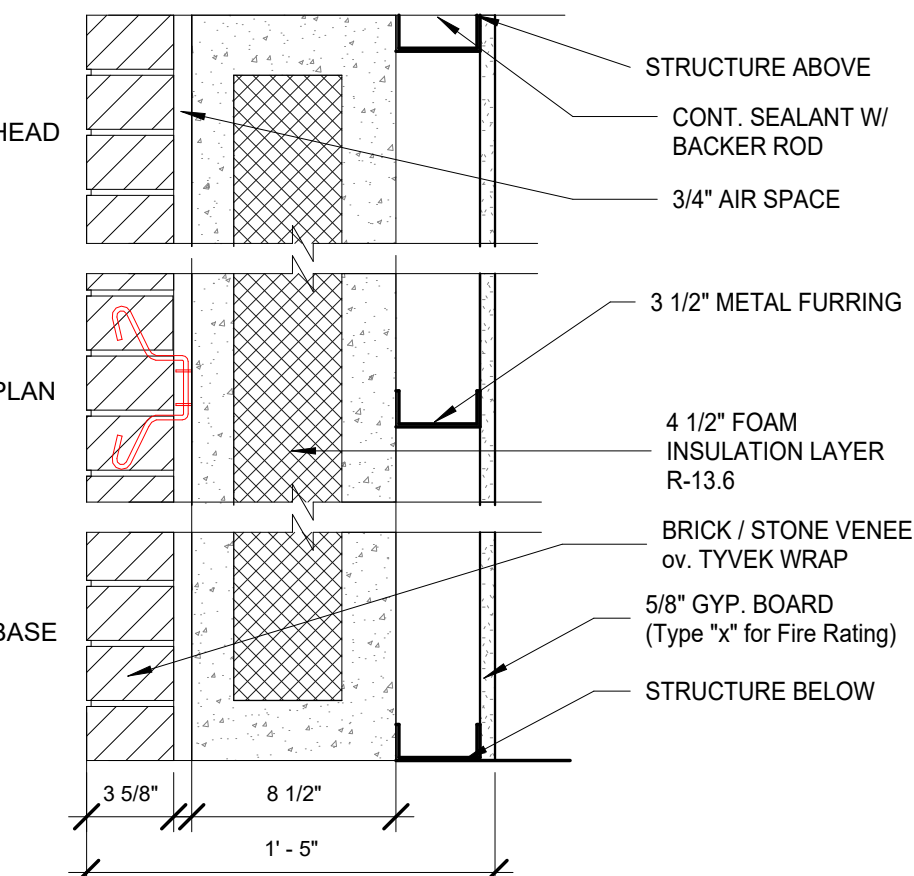 STRUCTURE ABOVE
CONT. SEALANT W/
BACKER ROD
HEAD
3/4" AIR SPACE
3 1/2" METAL FURRING
PLAN
4 1/2" FOAM
INSULATION LAYER
R-13.6
BRICK / STONE VENEE
ov. TYVEK WRAP
5/8" GYP. BOARD
(Type "x" for Fire Rating)
BASE
STRUCTURE BELOW
3 5/8"
8 1/2"
1' - 5"